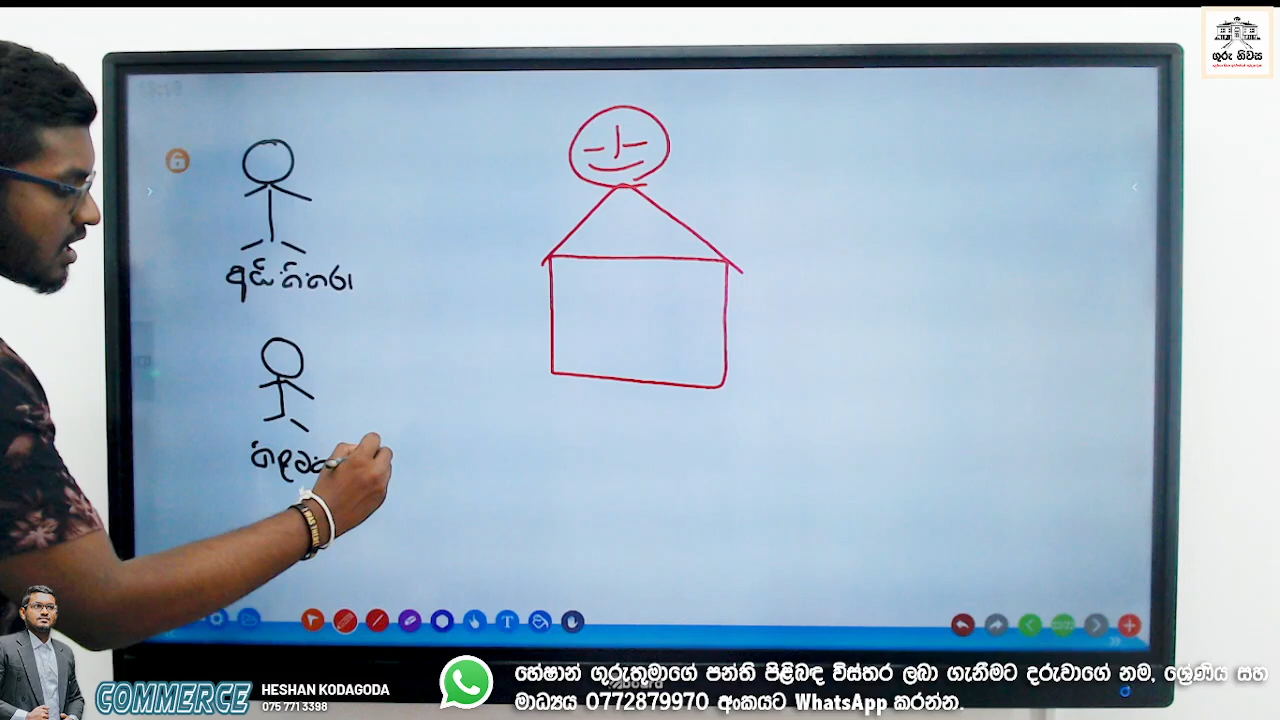 ගුරු නිවස
අයිතිකරු
COMMERCE
HESHAN KODAGODA
075 771 3398
හේෂාන් ගුරුතුමාගේ පන්ති පිළිබඳ විස්තර ලබා ගැනීමට දරුවාගේ නම, ශ්‍රේණිය සහ
මාධ්‍යය 0772879970 අංකයට WhatsApp කරන්න.